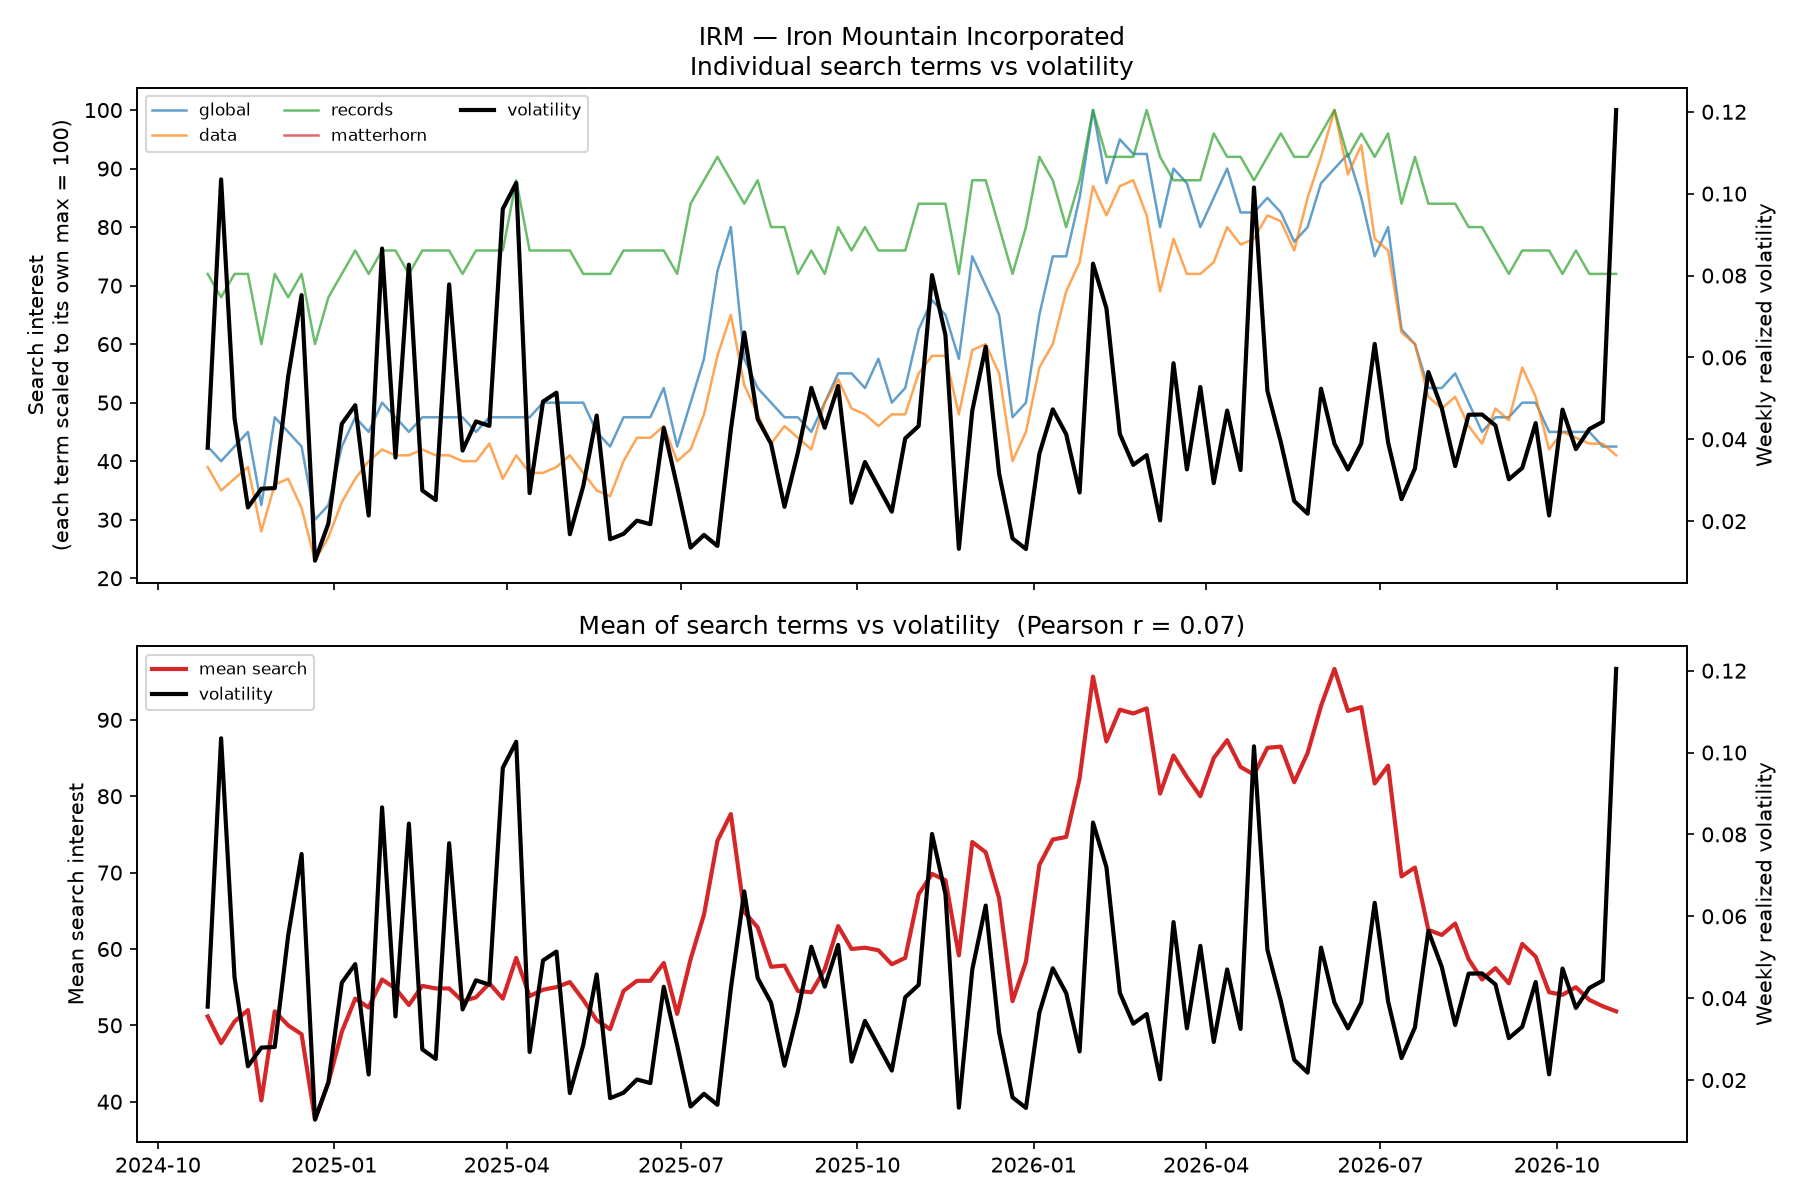 IRM — Iron Mountain Incorporated
Individual search terms vs volatility
global
data
records
matterhorn
volatility
100
90
80
70
60
50
40
30
20
Search interest
(each term scaled to its own max = 100)
0.12
0.10
0.08
0.06
0.04
0.02
Weekly realized volatility
Mean of search terms vs volatility (Pearson r = 0.07)
mean search
volatility
90
80
70
60
50
40
Mean search interest
0.12
0.10
0.08
0.06
0.04
0.02
Weekly realized volatility
2024-10
2025-01
2025-04
2025-07
2025-10
2026-01
2026-04
2026-07
2026-10